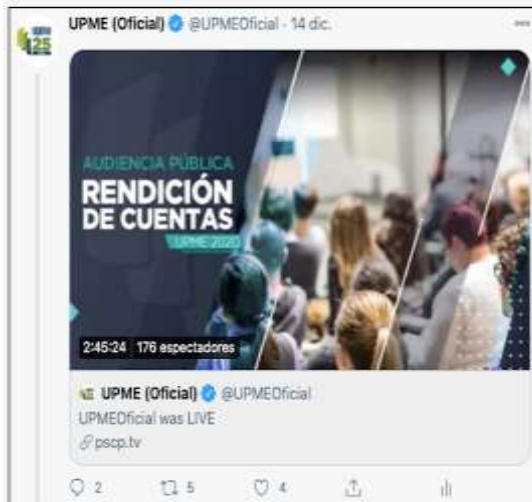 UPME (Oficial) @UPMEOficial · 14 dic.
25
AUDIENCIA PÚBLICA
RENDICIÓN
DE CUENTAS
UPME 2020
2:45:24 176 espectadores
UPME (Oficial) @UPMEOficial
UPMEOficial was LIVE
pscp.tv
2 5 4